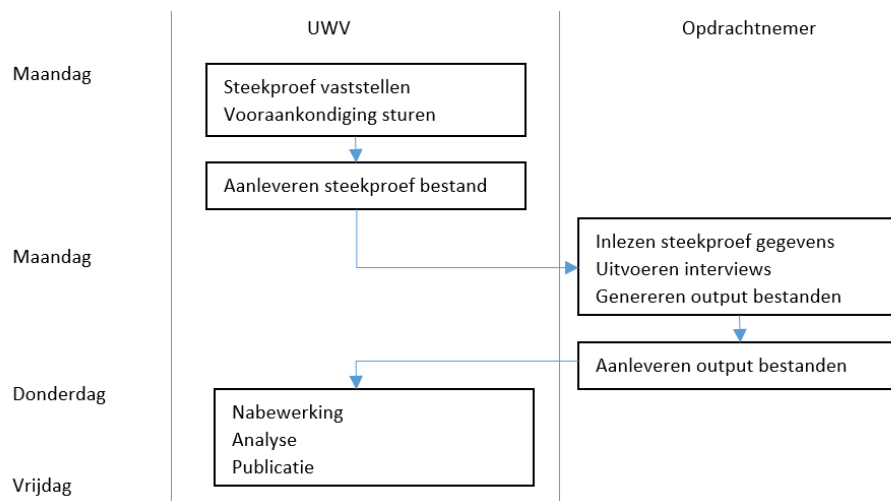 UWV
Opdrachtnemer
Maandag
Steekproef vaststellen
Vooraankondiging sturen
Aanleveren steekproef bestand
Maandag
Inlezen steekproef gegevens
Uitvoeren interviews
Genereren output bestanden
Aanleveren output bestanden
Donderdag
Nabewerking
Analyse
Publicatie
Vrijdag